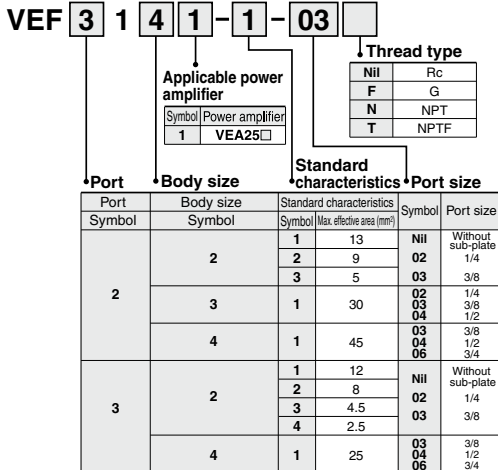 VEF 3 1 4 1 - 1 - 03
Thread type
Nil Rc
F G
N NPT
T NPTF
Applicable power
amplifier
Symbol Power amplifier
1 VEA25□
Port
Body size
Standard
characteristics
Port size
Port Body size Standard characteristics Symbol Port size
Symbol Symbol Symbol Max. effective area (mm²)
2 2 1 13 Nil Without
sub-plate
2 9 02 1/4
3 5 03 3/8
3 1 30 02 1/4
03 3/8
04 1/2
4 1 45 03 3/8
04 1/2
06 3/4
3 2 1 12 Nil Without
sub-plate
2 8 02 1/4
3 4.5 03 3/8
4 2.5
4 1 25 03 3/8
04 1/2
06 3/4